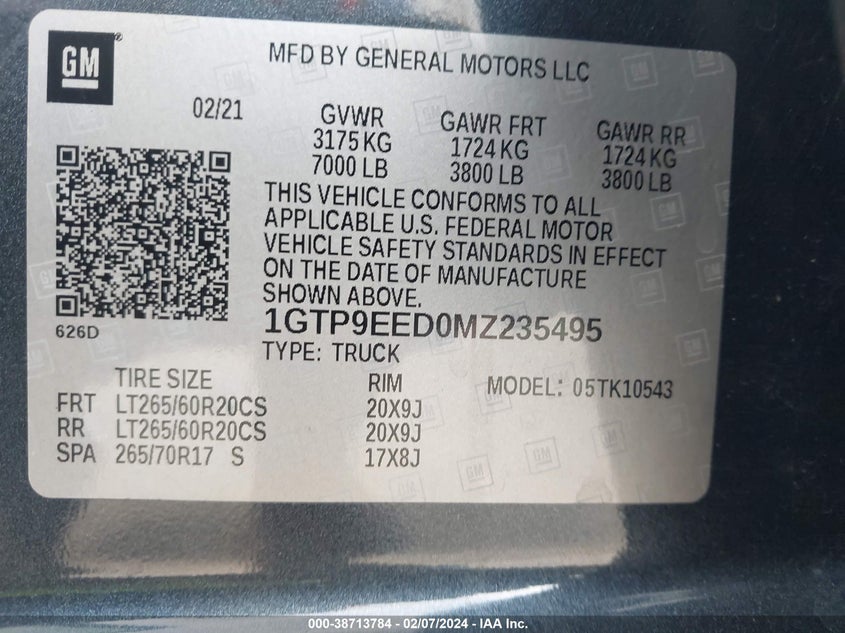 GM
MFD BY GENERAL MOTORS LLC
02/21
GVWR
3175 KG
7000 LB
GAWR FRT
1724 KG
3800 LB
GAWR RR
1724 KG
3800 LB
THIS VEHICLE CONFORMS TO ALL
APPLICABLE U.S. FEDERAL MOTOR
VEHICLE SAFETY STANDARDS IN EFFECT
ON THE DATE OF MANUFACTURE
SHOWN ABOVE.
626D
1GTP9EED0MZ235495
TYPE: TRUCK
MODEL: 05TK10543
TIRE SIZE RIM
FRT LT265/60R20CS 20X9J
RR LT265/60R20CS 20X9J
SPA 265/70R17 S 17X8J
000-38713784 - 02/07/2024 - IAA Inc.